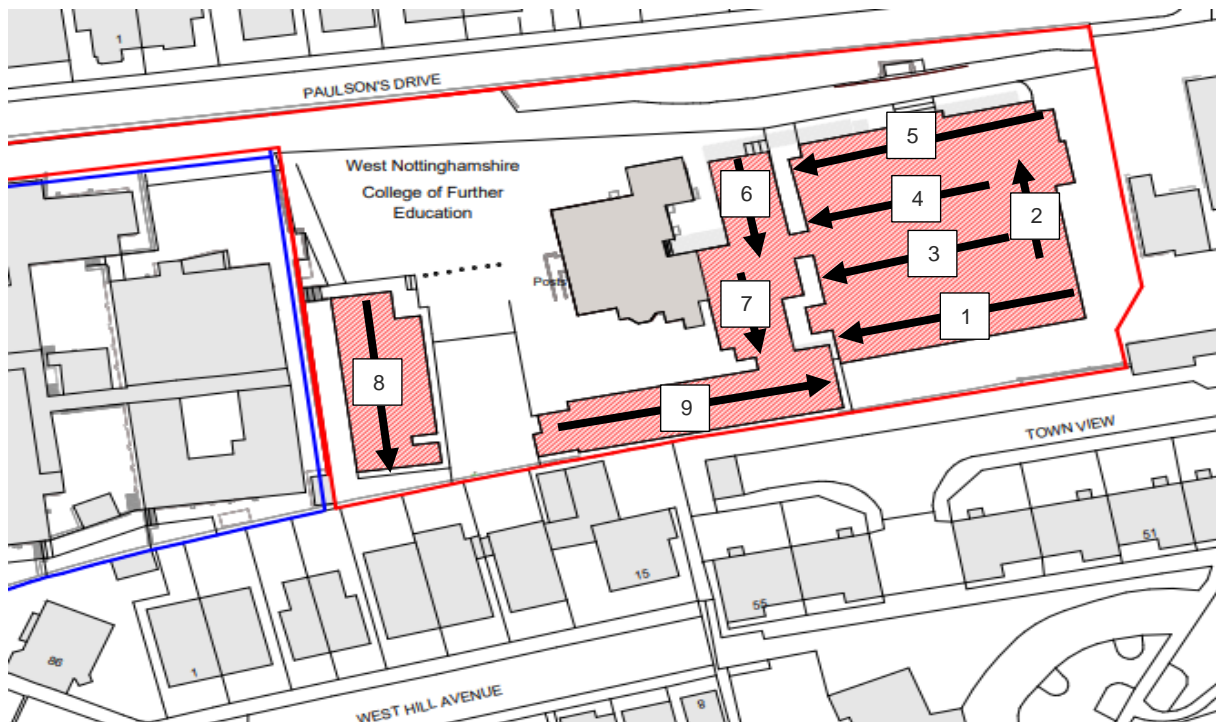 1
PAULSON'S DRIVE
West Nottinghamshire
College of Further
Education
Posts
5
6
4
2
3
7
1
8
9
TOWN VIEW
15
51
55
86
1
WEST HILL AVENUE
8